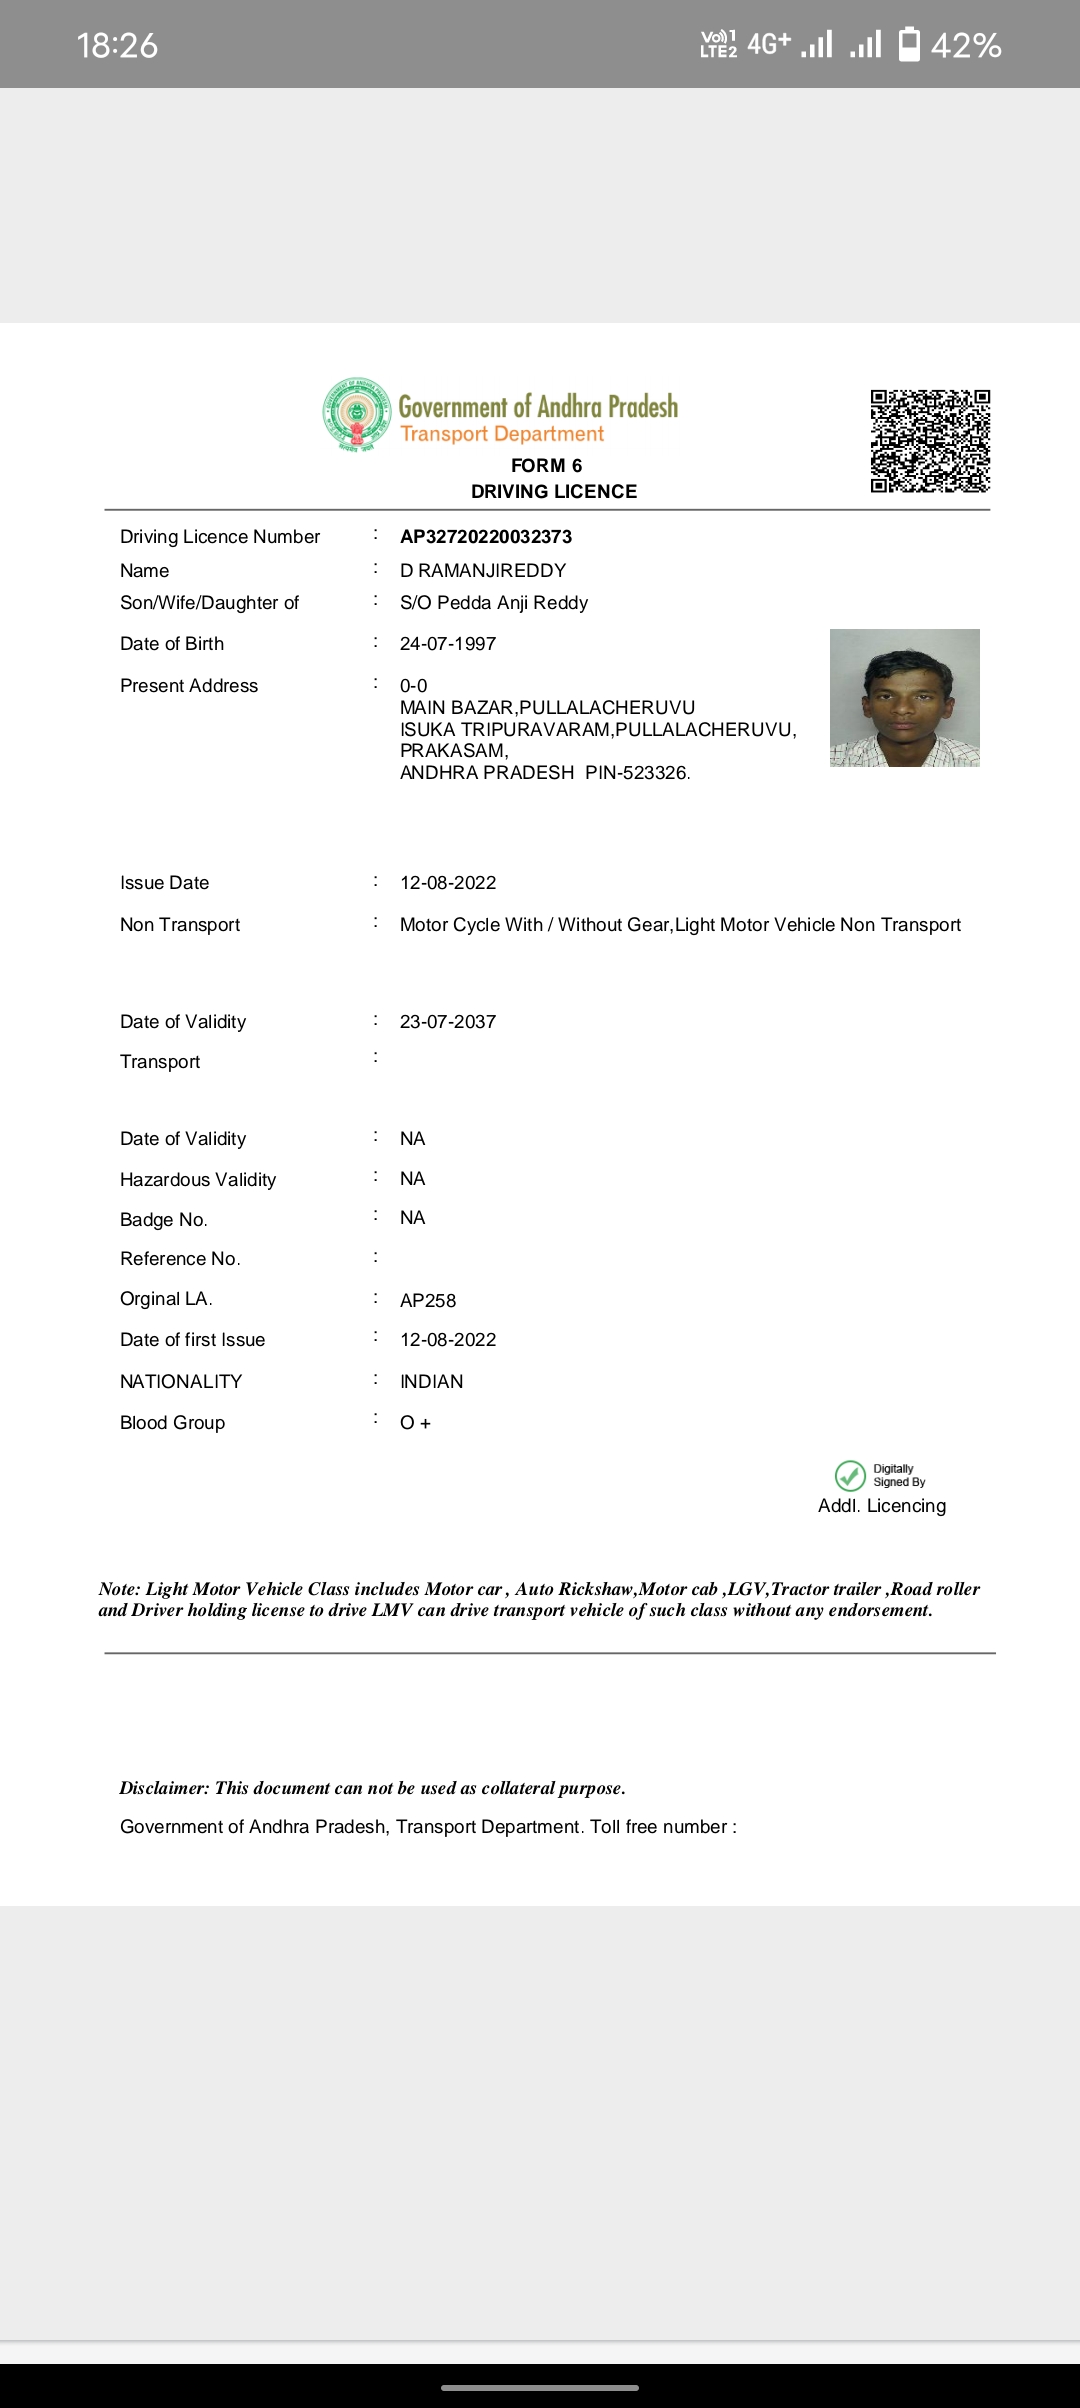 18:26
Vo)) 1 LTE2 4G+ 42%
Government of Andhra Pradesh
Transport Department
FORM 6
DRIVING LICENCE
Driving Licence Number : AP32720220032373
Name : D RAMANJIREDDY
Son/Wife/Daughter of : S/O Pedda Anji Reddy
Date of Birth : 24-07-1997
Present Address : 0-0
MAIN BAZAR,PULLALACHERUVU
ISUKA TRIPURAVARAM,PULLALACHERUVU,
PRAKASAM,
ANDHRA PRADESH PIN-523326.
Issue Date : 12-08-2022
Non Transport : Motor Cycle With / Without Gear,Light Motor Vehicle Non Transport
Date of Validity : 23-07-2037
Transport :
Date of Validity : NA
Hazardous Validity : NA
Badge No. : NA
Reference No. :
Orginal LA. : AP258
Date of first Issue : 12-08-2022
NATIONALITY : INDIAN
Blood Group : O +
Digitally
Signed By
Addl. Licencing
Note: Light Motor Vehicle Class includes Motor car , Auto Rickshaw,Motor cab ,LGV,Tractor trailer ,Road roller
and Driver holding license to drive LMV can drive transport vehicle of such class without any endorsement.
Disclaimer: This document can not be used as collateral purpose.
Government of Andhra Pradesh, Transport Department. Toll free number :